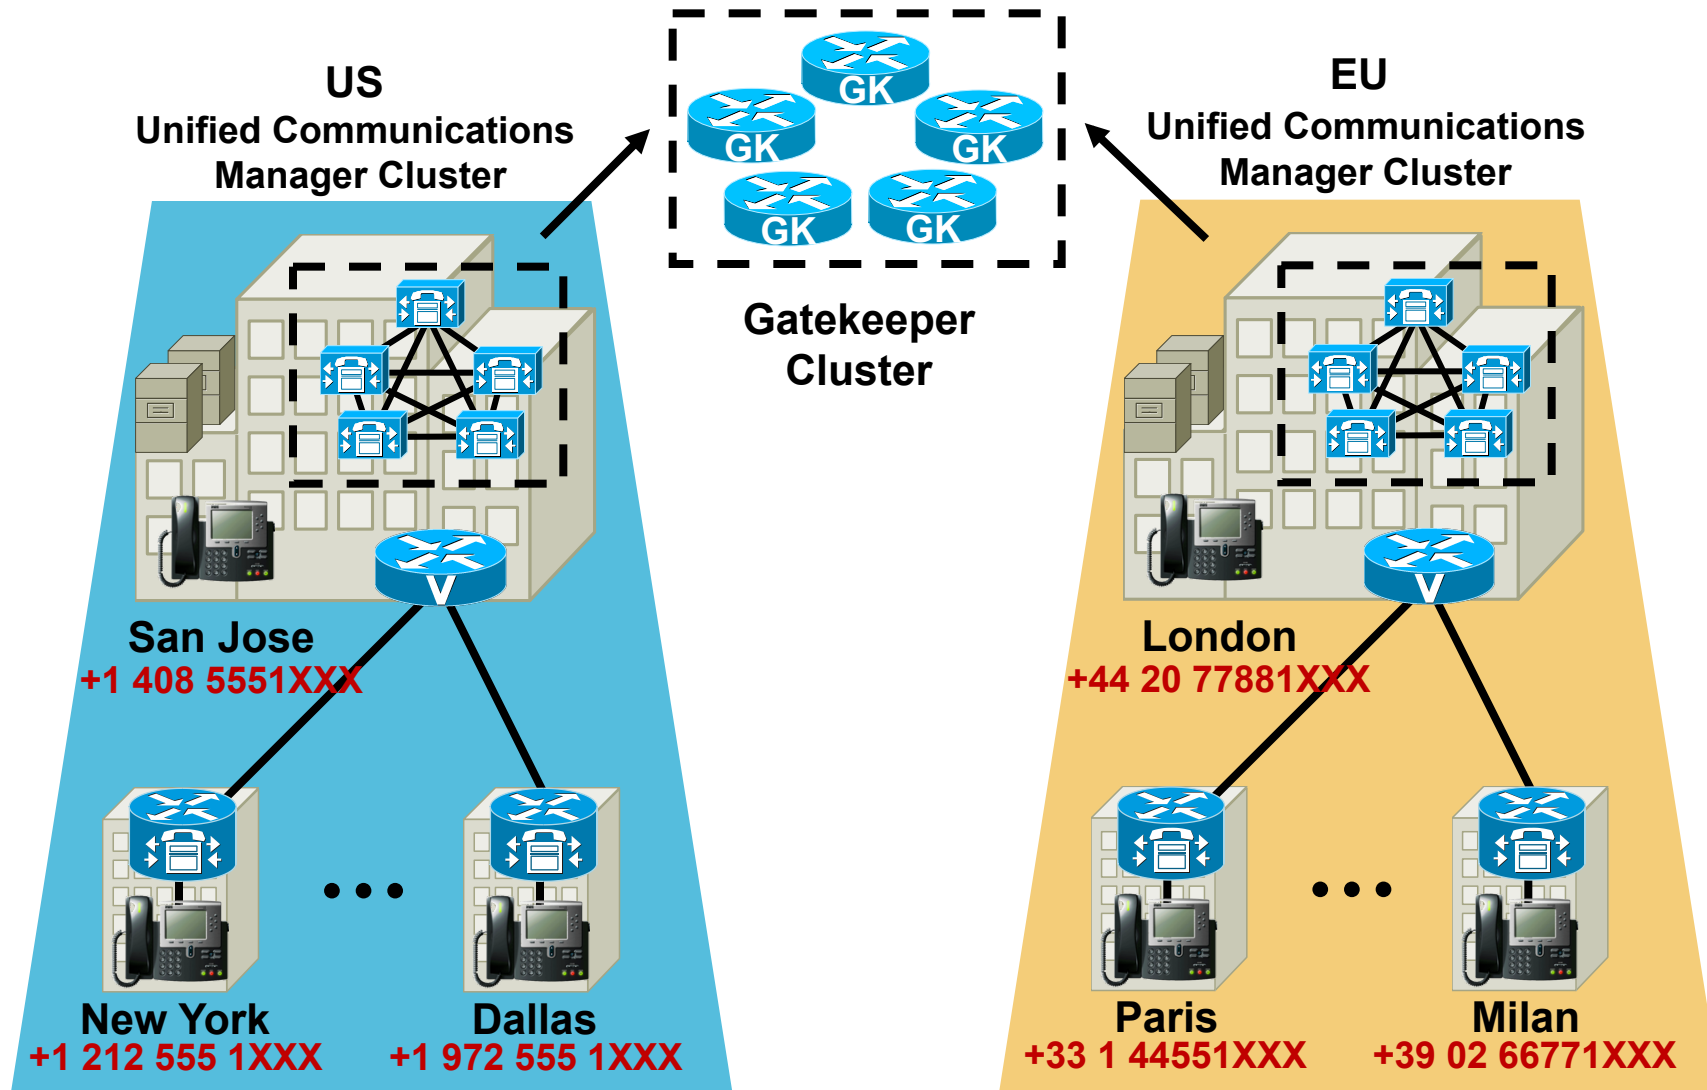 US
Unified Communications
Manager Cluster
GK
GK
GK
GK
GK
Gatekeeper
Cluster
EU
Unified Communications
Manager Cluster
V
San Jose
+1 408 5551XXX
V
London
+44 20 77881XXX
New York
+1 212 555 1XXX
Dallas
+1 972 555 1XXX
Paris
+33 1 44551XXX
Milan
+39 02 66771XXX